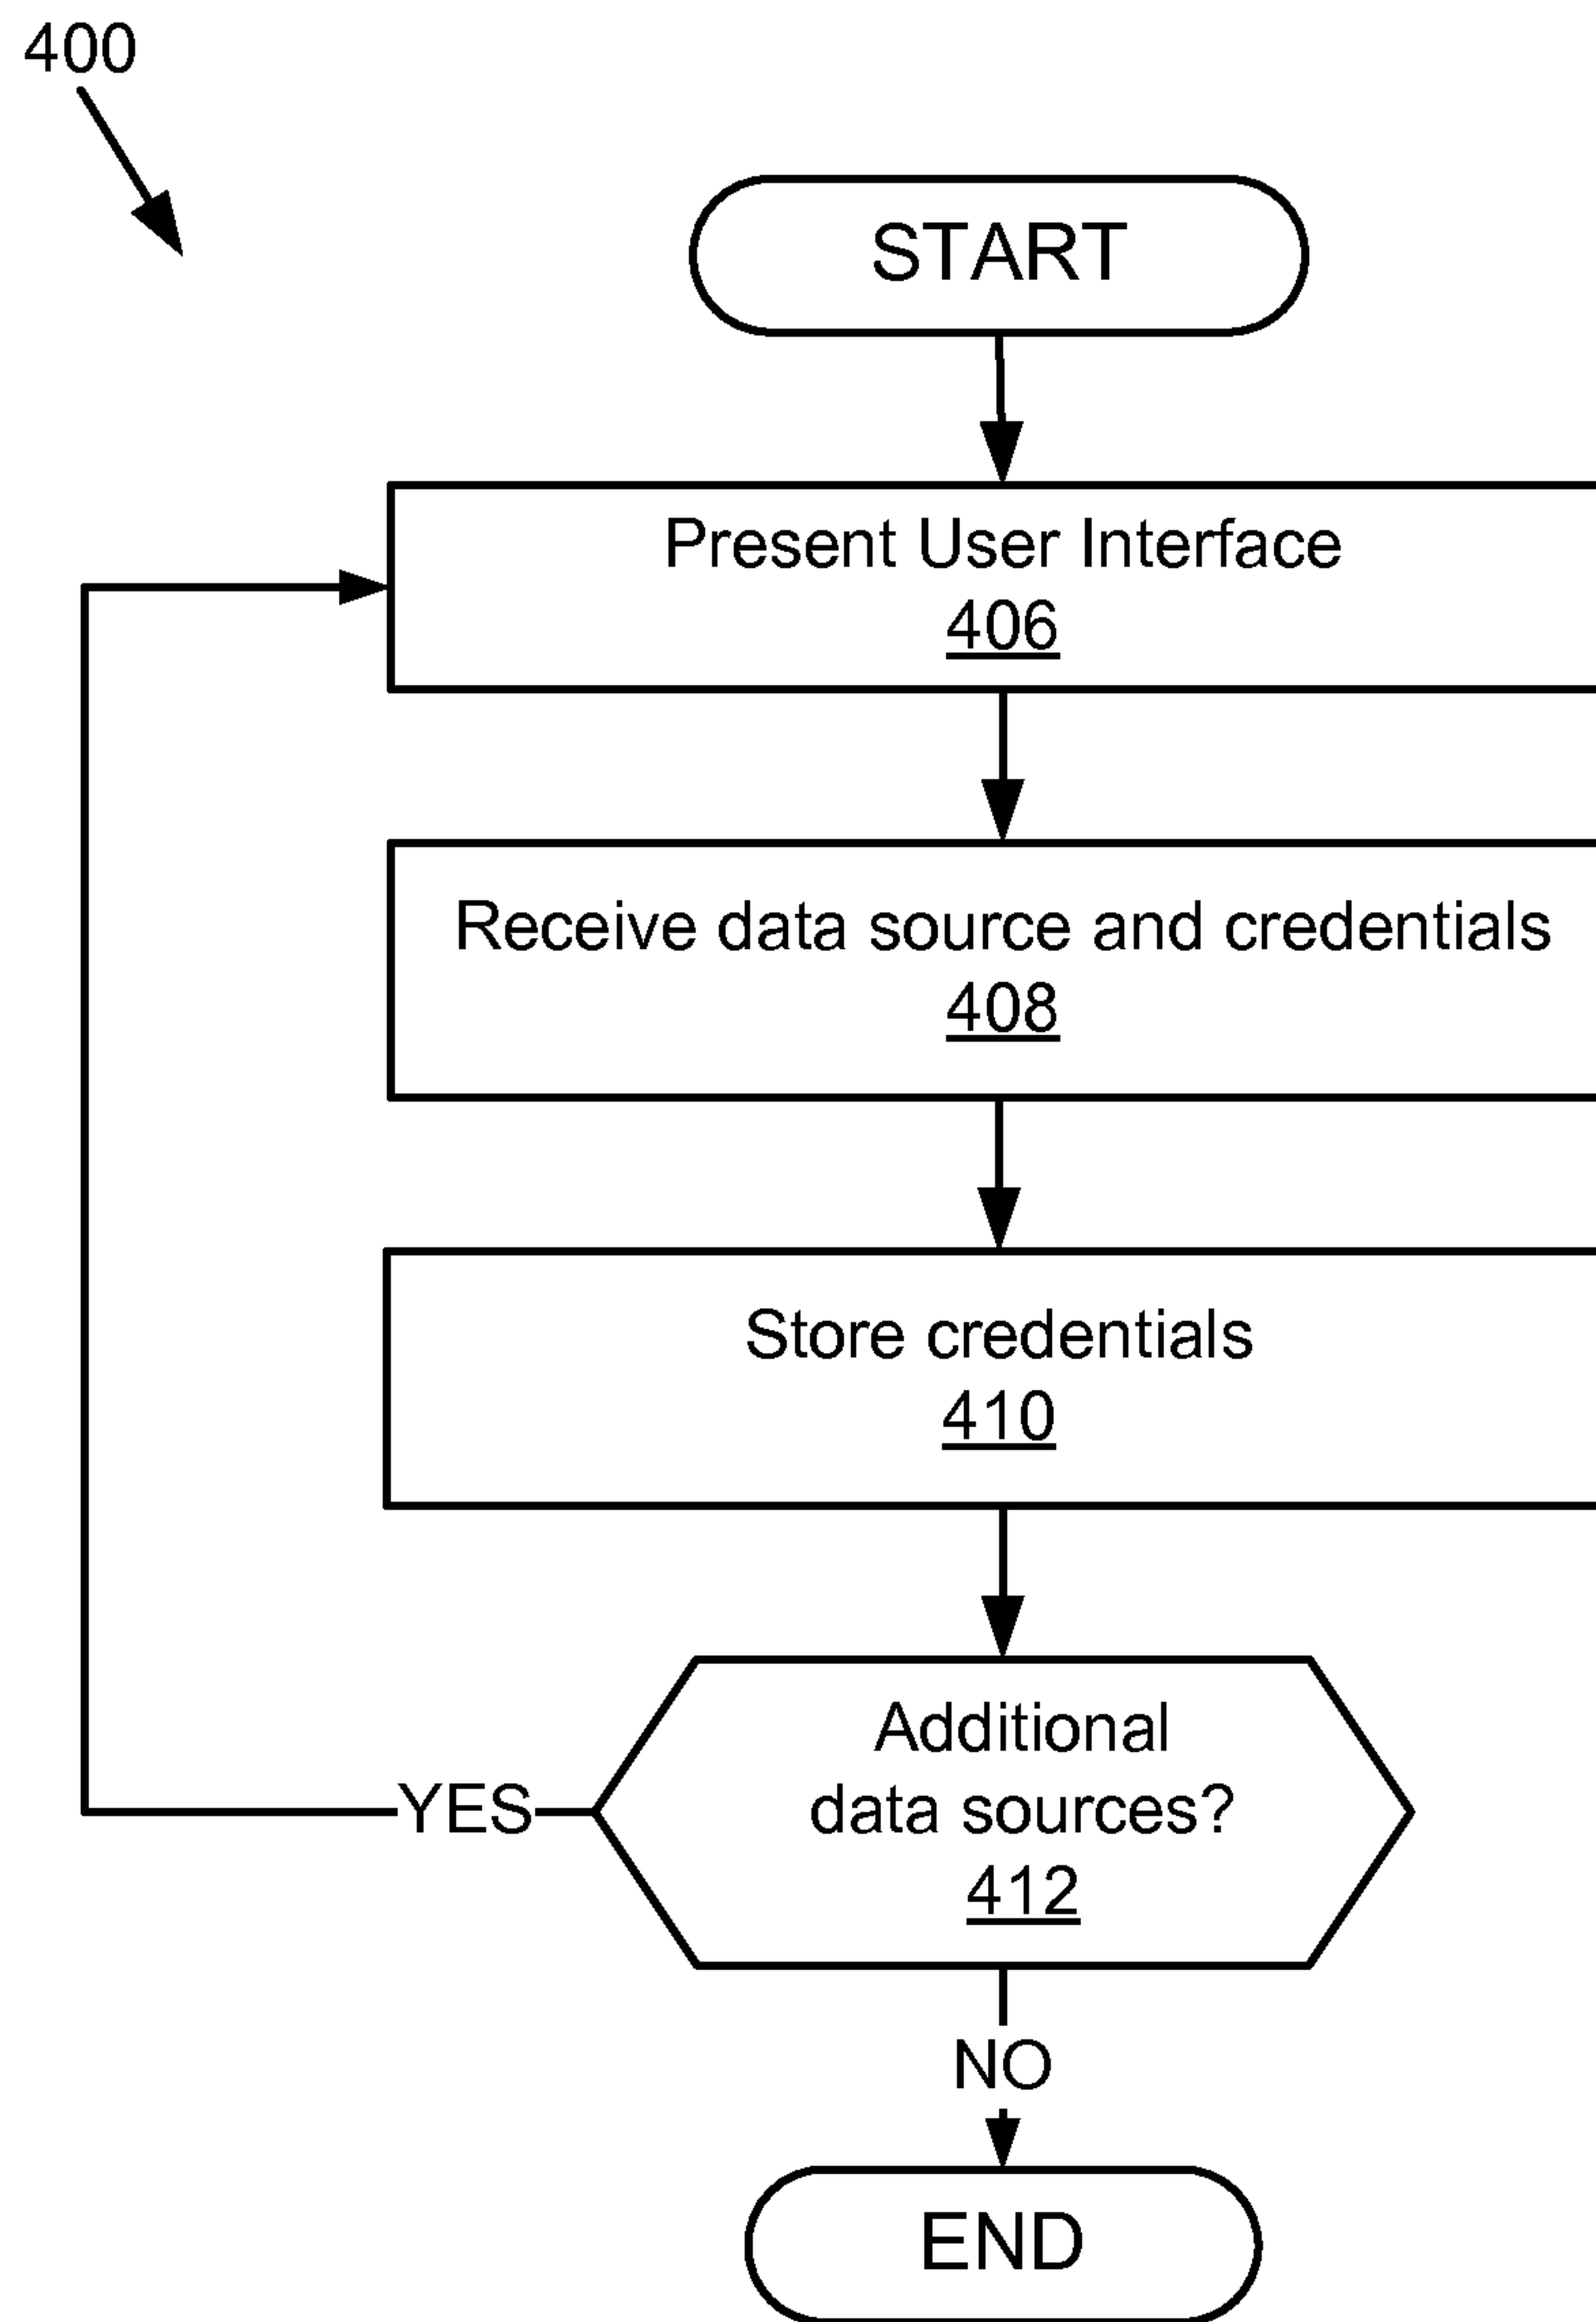 400
START
Present User Interface
406
Receive data source and credentials
408
Store credentials
410
Additional
data sources?
412
YES
NO
END